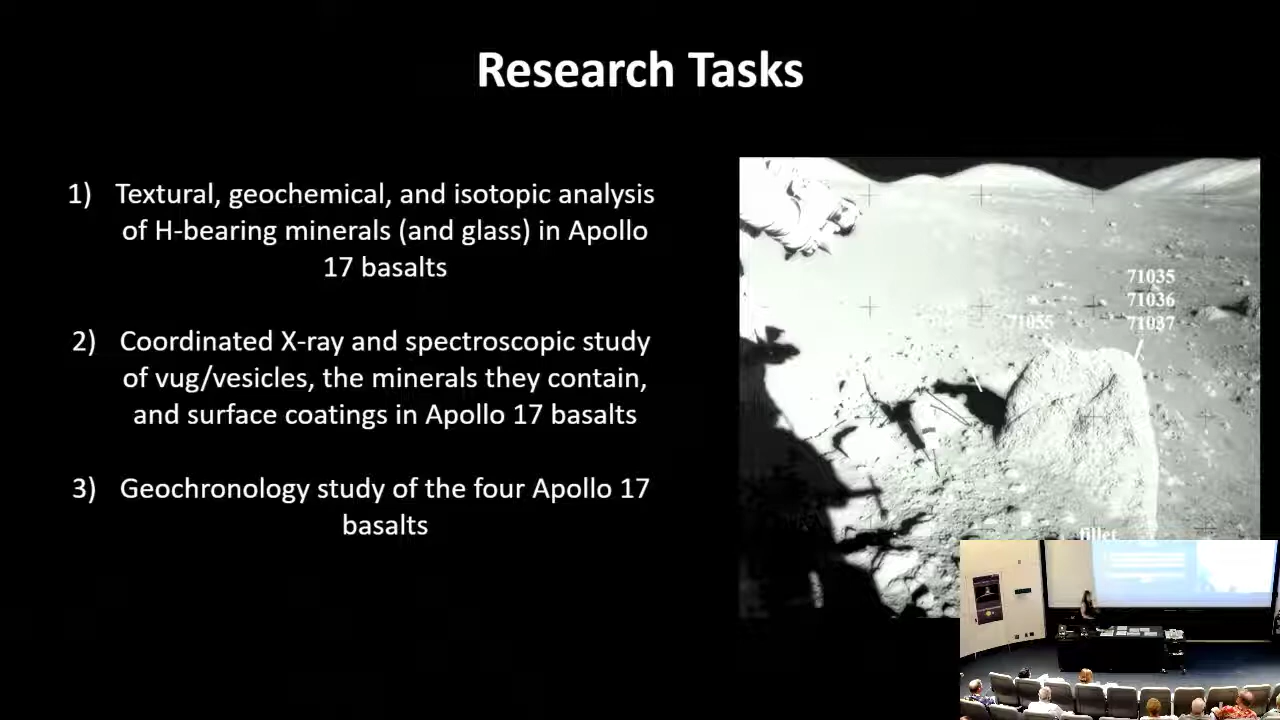 Research Tasks
1) Textural, geochemical, and isotopic analysis
of H-bearing minerals (and glass) in Apollo
17 basalts
2) Coordinated X-ray and spectroscopic study
of vug/vesicles, the minerals they contain,
and surface coatings in Apollo 17 basalts
3) Geochronology study of the four Apollo 17
basalts
71035
71036
71055 71037
fillet